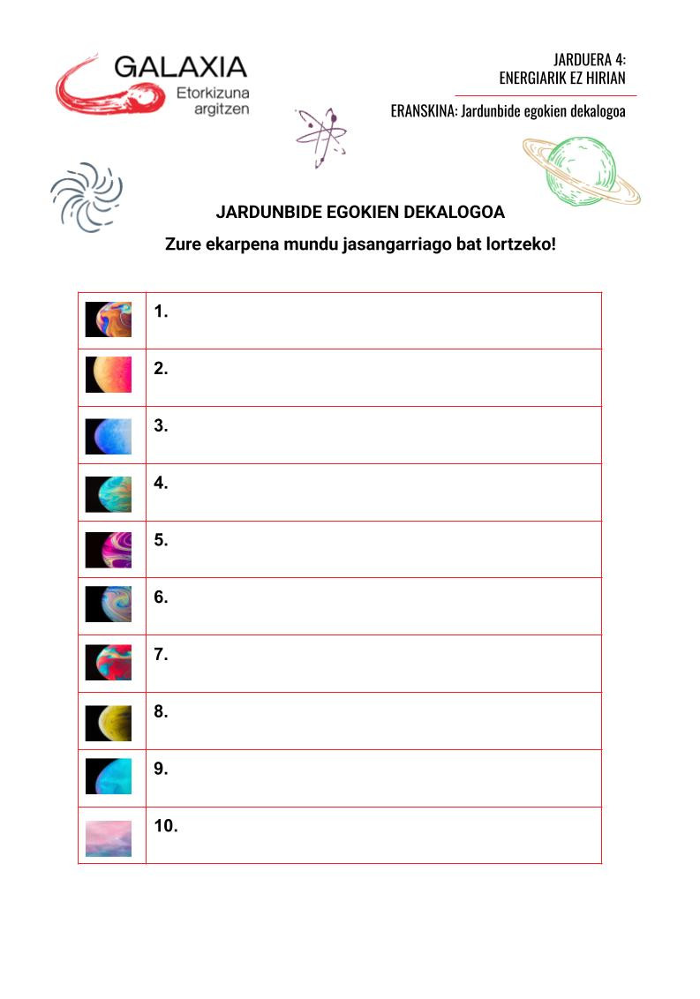 GALAXIA
Etorkizuna
argitzen
JARDUERA 4:
ENERGIARIK EZ HIRIAN
ERANSKINA: Jardunbide egokien dekalogoa
JARDUNBIDE EGOKIEN DEKALOGOA
Zure ekarpena mundu jasangarriago bat lortzeko!
1.
2.
3.
4.
5.
6.
7.
8.
9.
10.